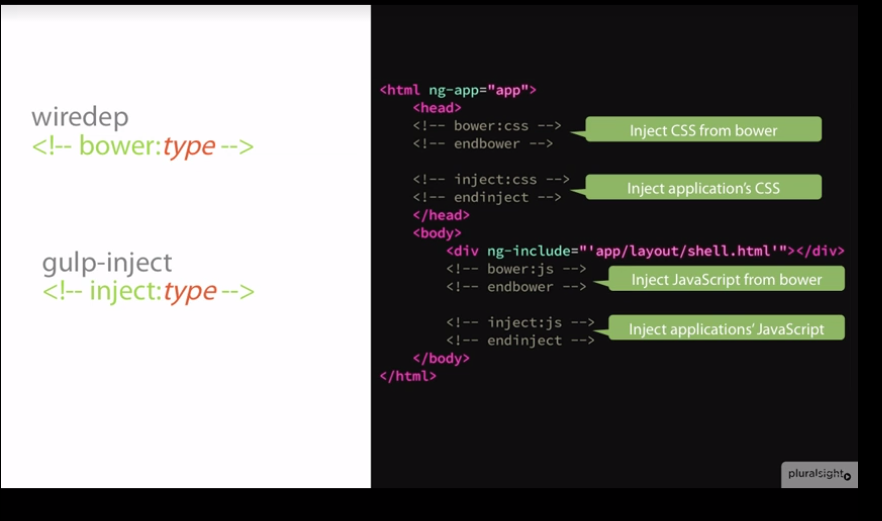 wiredep
<!-- bower:type -->
gulp-inject
<!-- inject:type -->
<html ng-app="app">
<head>
<!-- bower:css -->
Inject CSS from bower
<!-- endbower -->
<!-- inject:css -->
Inject application's CSS
<!-- endinject -->
</head>
<body>
<div ng-include="'app/layout/shell.html'"></div>
<!-- bower:js -->
Inject JavaScript from bower
<!-- endbower -->
<!-- inject:js -->
Inject applications' JavaScript
<!-- endinject -->
</body>
</html>
pluralsight